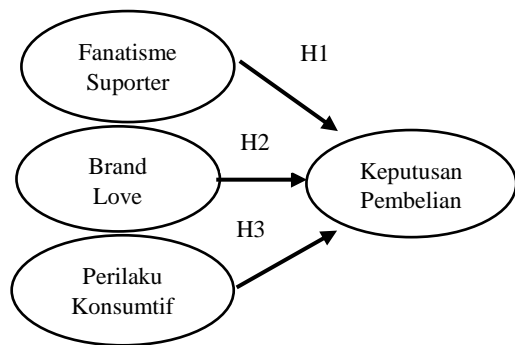 Fanatisme
Suporter
H1
Brand
Love
H2
Keputusan
Pembelian
H3
Perilaku
Konsumtif